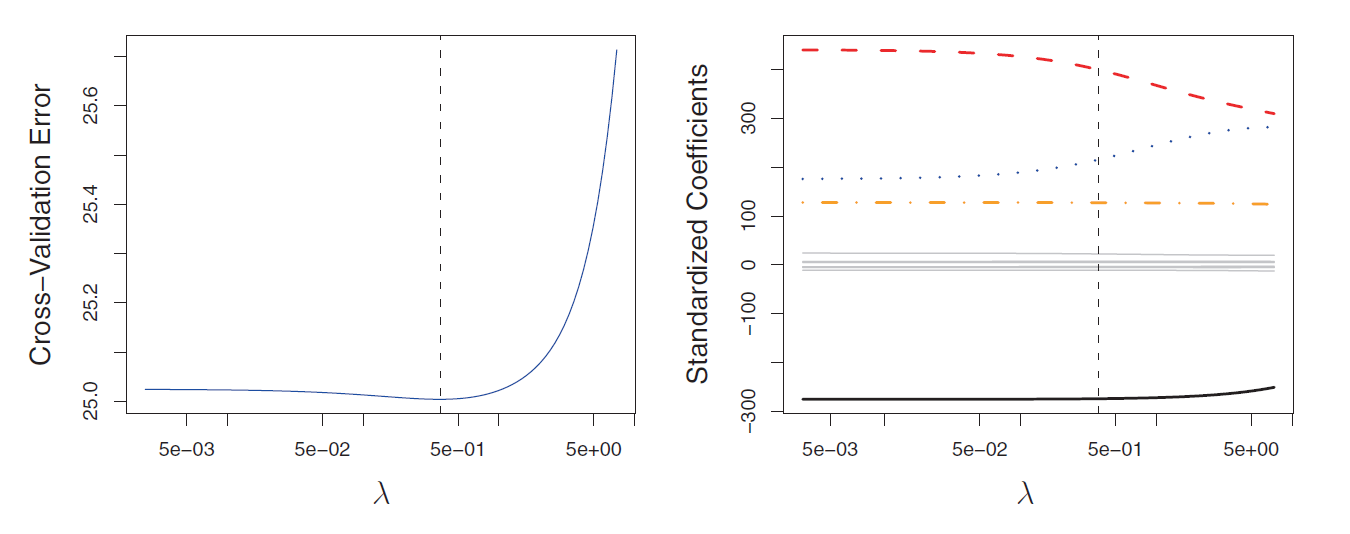 Cross−Validation Error
25.0 25.2 25.4 25.6
5e−03 5e−02 5e−01 5e+00
λ
Standardized Coefficients
−300 −100 0 100 300
5e−03 5e−02 5e−01 5e+00
λ